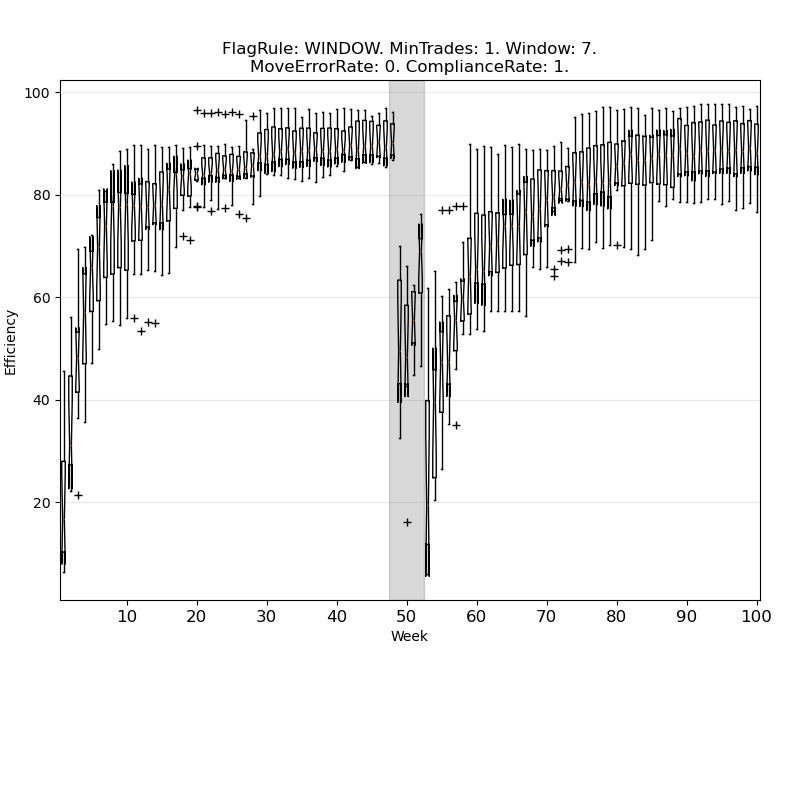 FlagRule: WINDOW. MinTrades: 1. Window: 7.
MoveErrorRate: 0. ComplianceRate: 1.
100
80
60
40
20
Efficiency
10 20 30 40 50 60 70 80 90 100
Week